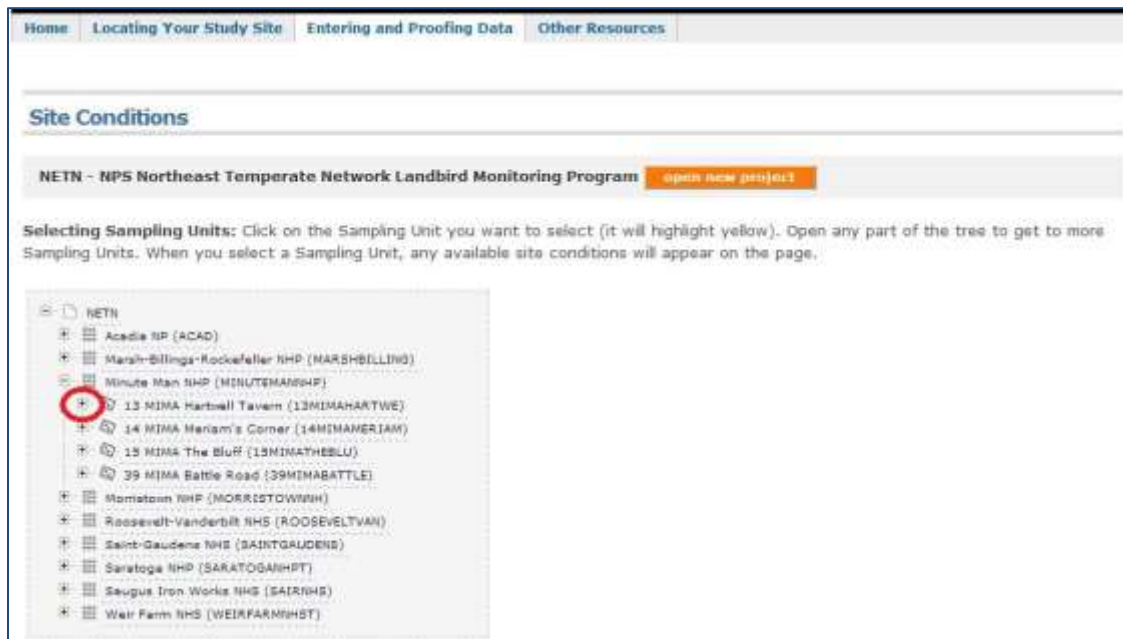 Home Locating Your Study Site Entering and Proofing Data Other Resources
Site Conditions
NETN - NPS Northeast Temperate Network Landbird Monitoring Program open new project
Selecting Sampling Units: Click on the Sampling Unit you want to select (it will highlight yellow). Open any part of the tree to get to more
Sampling Units. When you select a Sampling Unit, any available site conditions will appear on the page.
NETN
Acadia NP (ACAD)
Marsh-Billings-Rockefeller NHP (MARSHBILLING)
Minute Man NHP (MINUTEMANNHP)
13 MIMA Hartwell Tavern (13MIMAHARTWE)
14 MIMA Meriam's Corner (14MIMAMERIAM)
15 MIMA The Bluff (15MIMATHEBLU)
39 MIMA Battle Road (39MIMABATTLE)
Morristown NHP (MORRISTOWNNH)
Roosevelt-Vanderbilt NHS (ROOSEVELTVAN)
Saint-Gaudens NHS (SAINTGAUDENS)
Saratoga NHP (SARATOGANHPT)
Saugus Iron Works NHS (SAIRNHS)
Weir Farm NHS (WEIRFARMNHST)